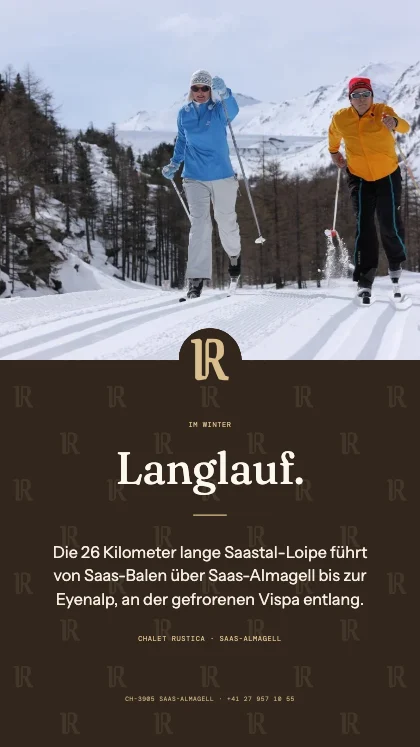 1R
IM WINTER
Langlauf.
Die 26 Kilometer lange Saastal-Loipe führt
von Saas-Balen über Saas-Almagell bis zur
Eyenalp, an der gefrorenen Vispa entlang.
CHALET RUSTICA · SAAS-ALMAGELL
CH-3905 SAAS-ALMAGELL · +41 27 957 10 55